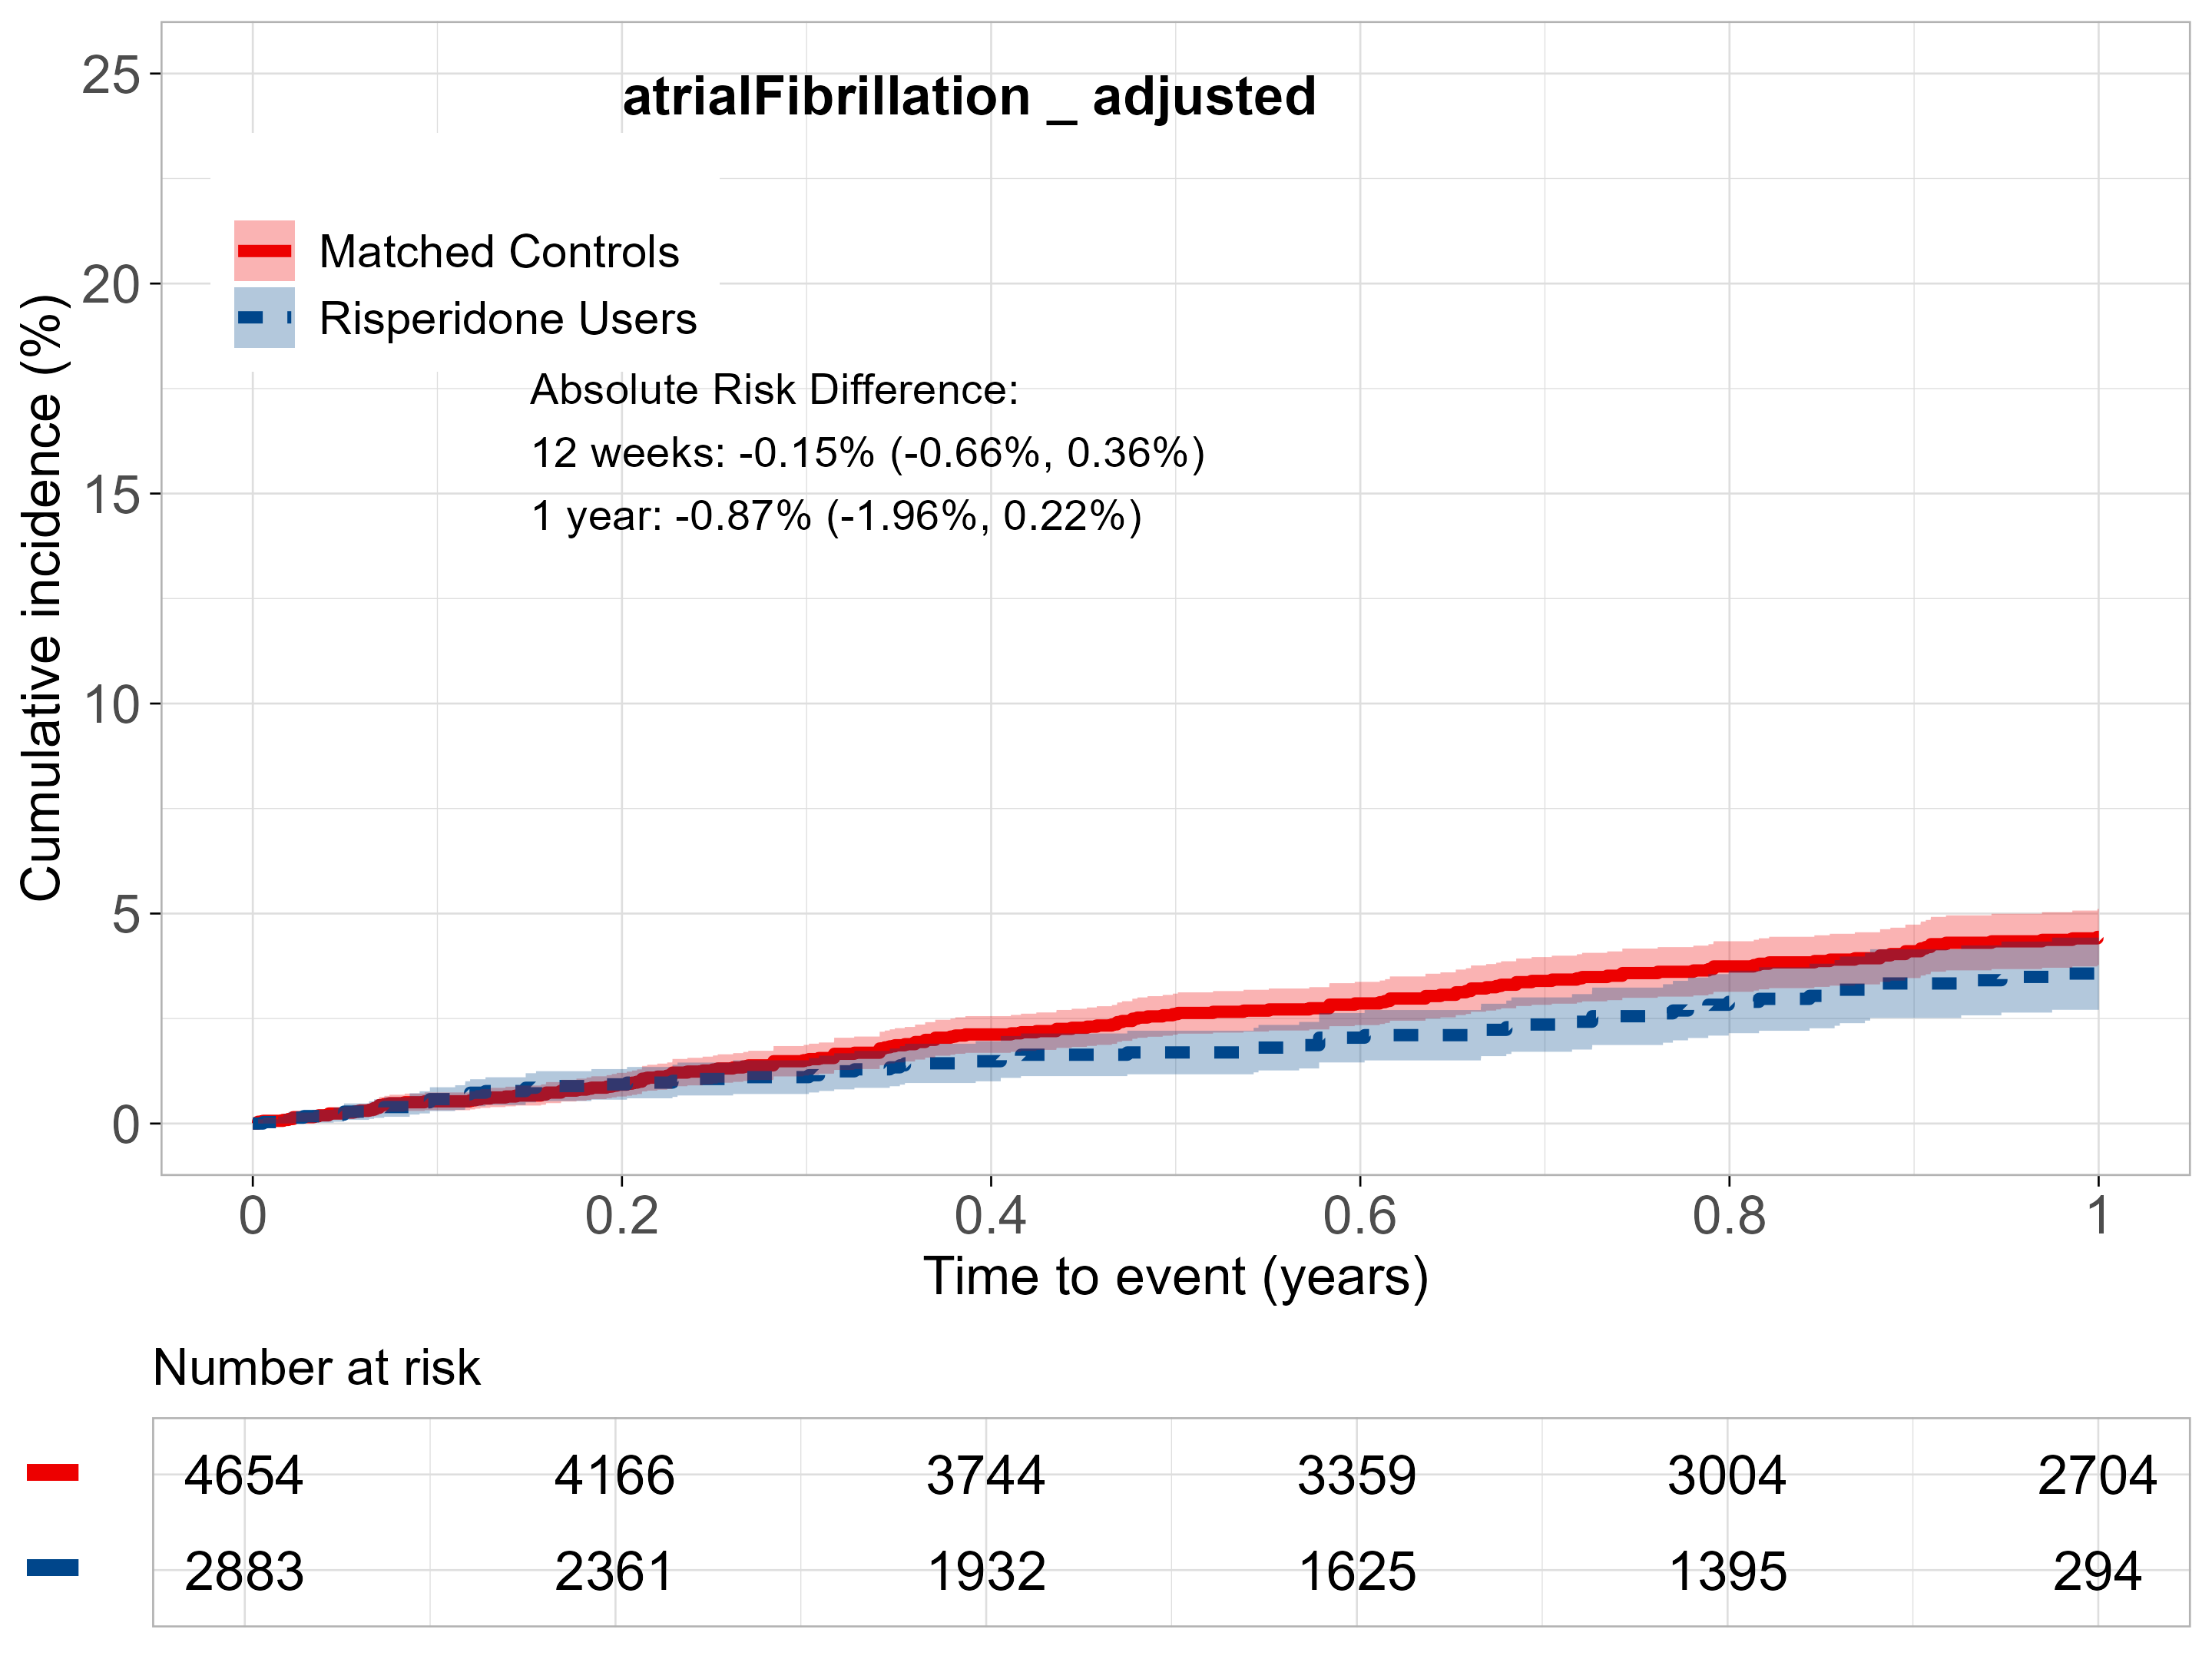 atrialFibrillation _ adjusted
Matched Controls
Risperidone Users
Absolute Risk Difference:
12 weeks: -0.15% (-0.66%, 0.36%)
1 year: -0.87% (-1.96%, 0.22%)
Cumulative incidence (%)
25
20
15
10
5
0
0 0.2 0.4 0.6 0.8 1
Time to event (years)
Number at risk
4654 4166 3744 3359 3004 2704
2883 2361 1932 1625 1395 294